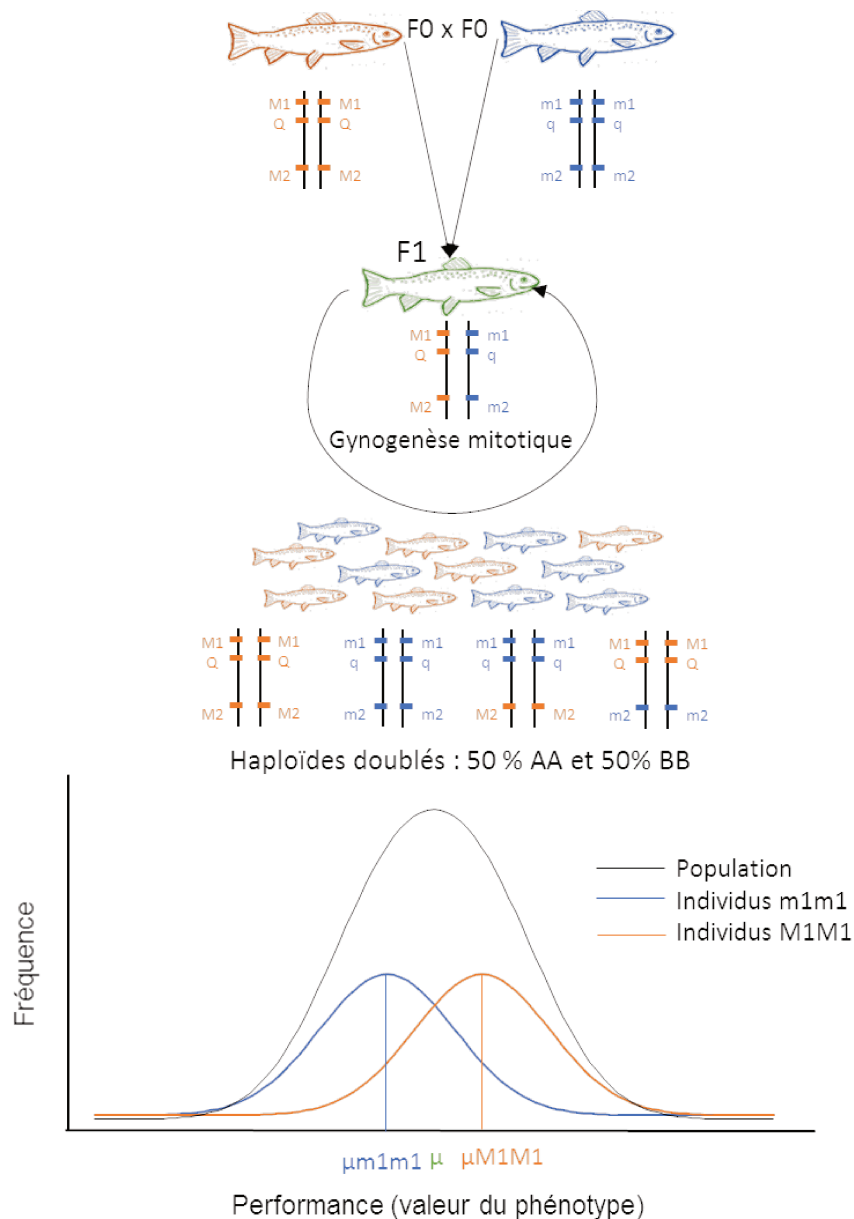 F0 x F0
M1 M1 m1 m1
Q Q q q
M2 M2 m2 m2
F1
M1 m1
Q q
M2 m2
Gynogenèse mitotique
M1 M1 m1 m1 m1 m1 M1 M1
Q Q q q q q Q Q
M2 M2 m2 m2 M2 M2 m2 m2
Haploïdes doublés : 50 % AA et 50% BB
Population
Individus m1m1
Individus M1M1
Fréquence
µm1m1 µ µM1M1
Performance (valeur du phénotype)